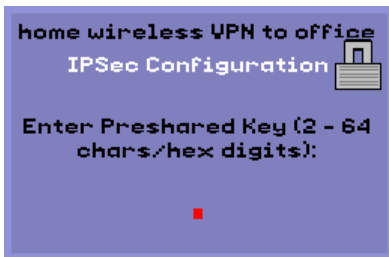 home wireless VPN to office
IPSec Configuration
Enter Preshared Key (2 - 64
chars/hex digits):